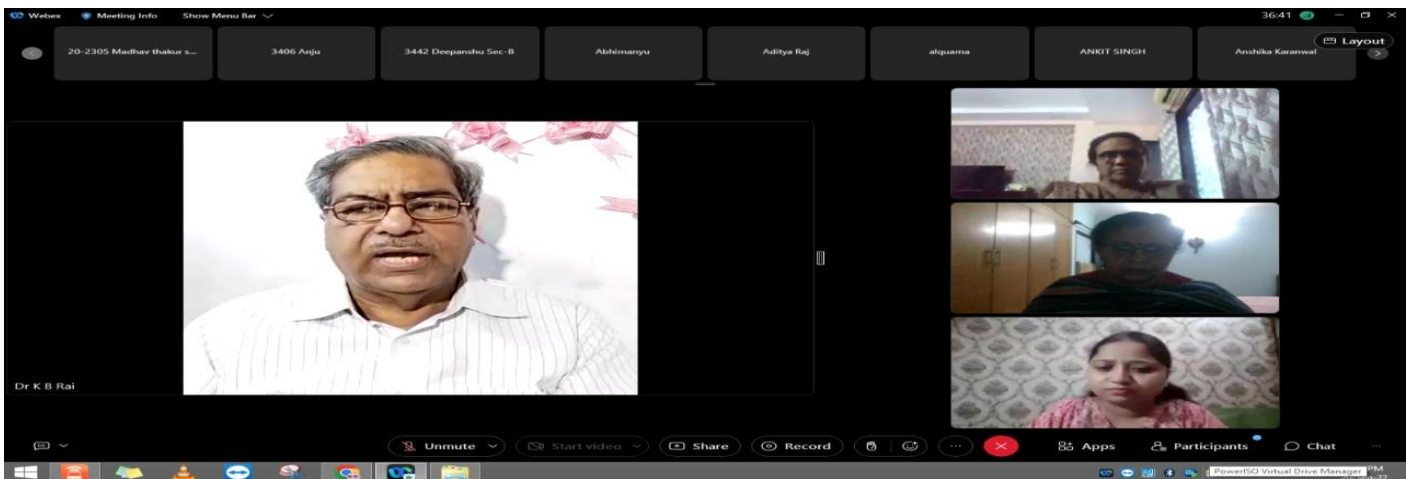 Webex Meeting Info Show Menu Bar 36:41
Layout
20-2305 Madhav thakur s... 3406 Anju 3442 Deepanshu Sec-B Abhimanyu Aditya Raj alquama ANKIT SINGH Anshika Karanwal
Dr K B Rai
Unmute Start video Share Record Apps Participants Chat
PowerISO Virtual Drive Manager PM